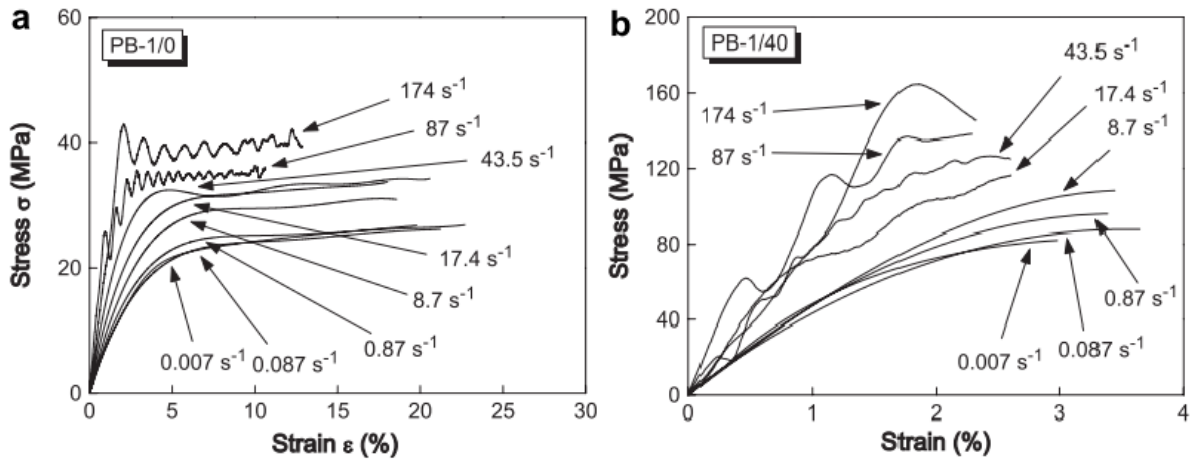 a
PB-1/0
60
40
20
0
0
5
10
15
20
25
30
Stress σ (MPa)
Strain ε (%)
174 s⁻¹
87 s⁻¹
43.5 s⁻¹
17.4 s⁻¹
8.7 s⁻¹
0.87 s⁻¹
0.007 s⁻¹
0.087 s⁻¹
b
PB-1/40
200
160
120
80
40
0
0
1
2
3
4
Stress (MPa)
Strain (%)
43.5 s⁻¹
17.4 s⁻¹
8.7 s⁻¹
174 s⁻¹
87 s⁻¹
0.87 s⁻¹
0.087 s⁻¹
0.007 s⁻¹